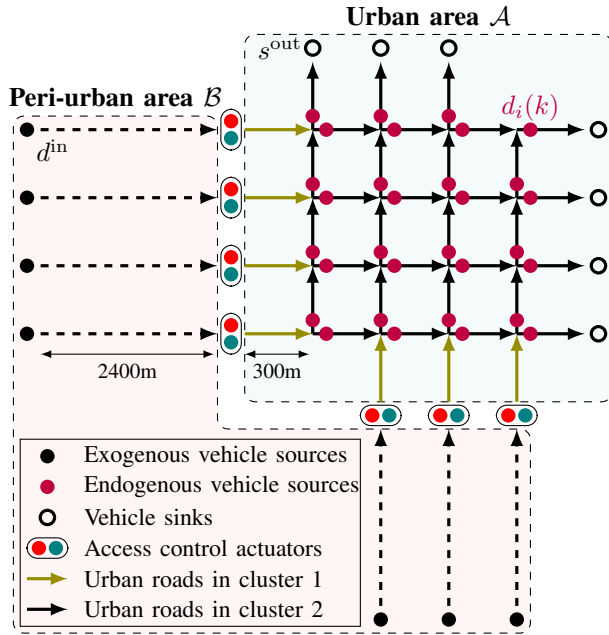 Urban area 𝒜
s^out
Peri-urban area ℬ
d_i(k)
d^in
2400m
300m
Exogenous vehicle sources
Endogenous vehicle sources
Vehicle sinks
Access control actuators
Urban roads in cluster 1
Urban roads in cluster 2